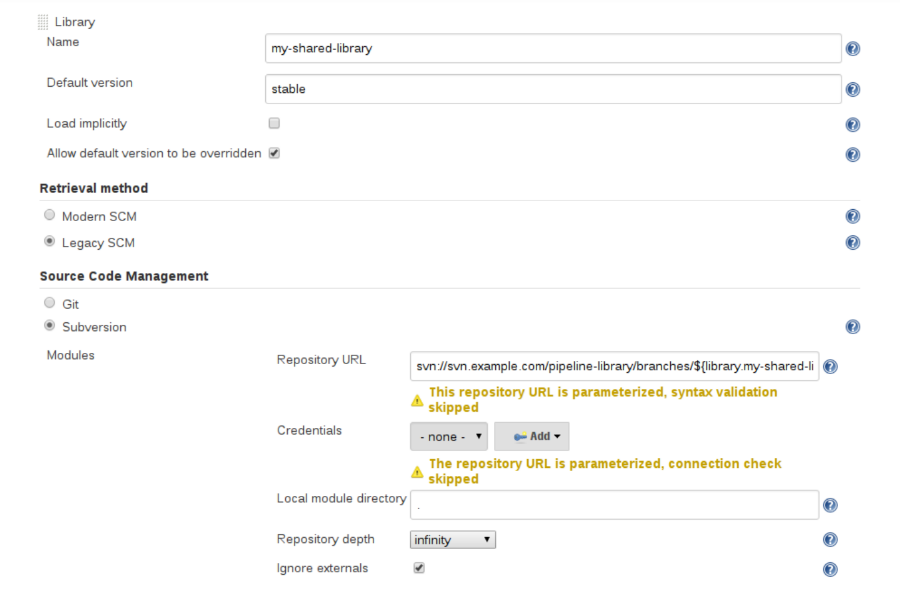 Library
Name
my-shared-library
Default version
stable
Load implicitly
Allow default version to be overridden
Retrieval method
Modern SCM
Legacy SCM
Source Code Management
Git
Subversion
Modules
Repository URL
svn://svn.example.com/pipeline-library/branches/${library.my-shared-li
This repository URL is parameterized, syntax validation
skipped
Credentials
- none -
Add
The repository URL is parameterized, connection check
skipped
Local module directory
.
Repository depth
infinity
Ignore externals